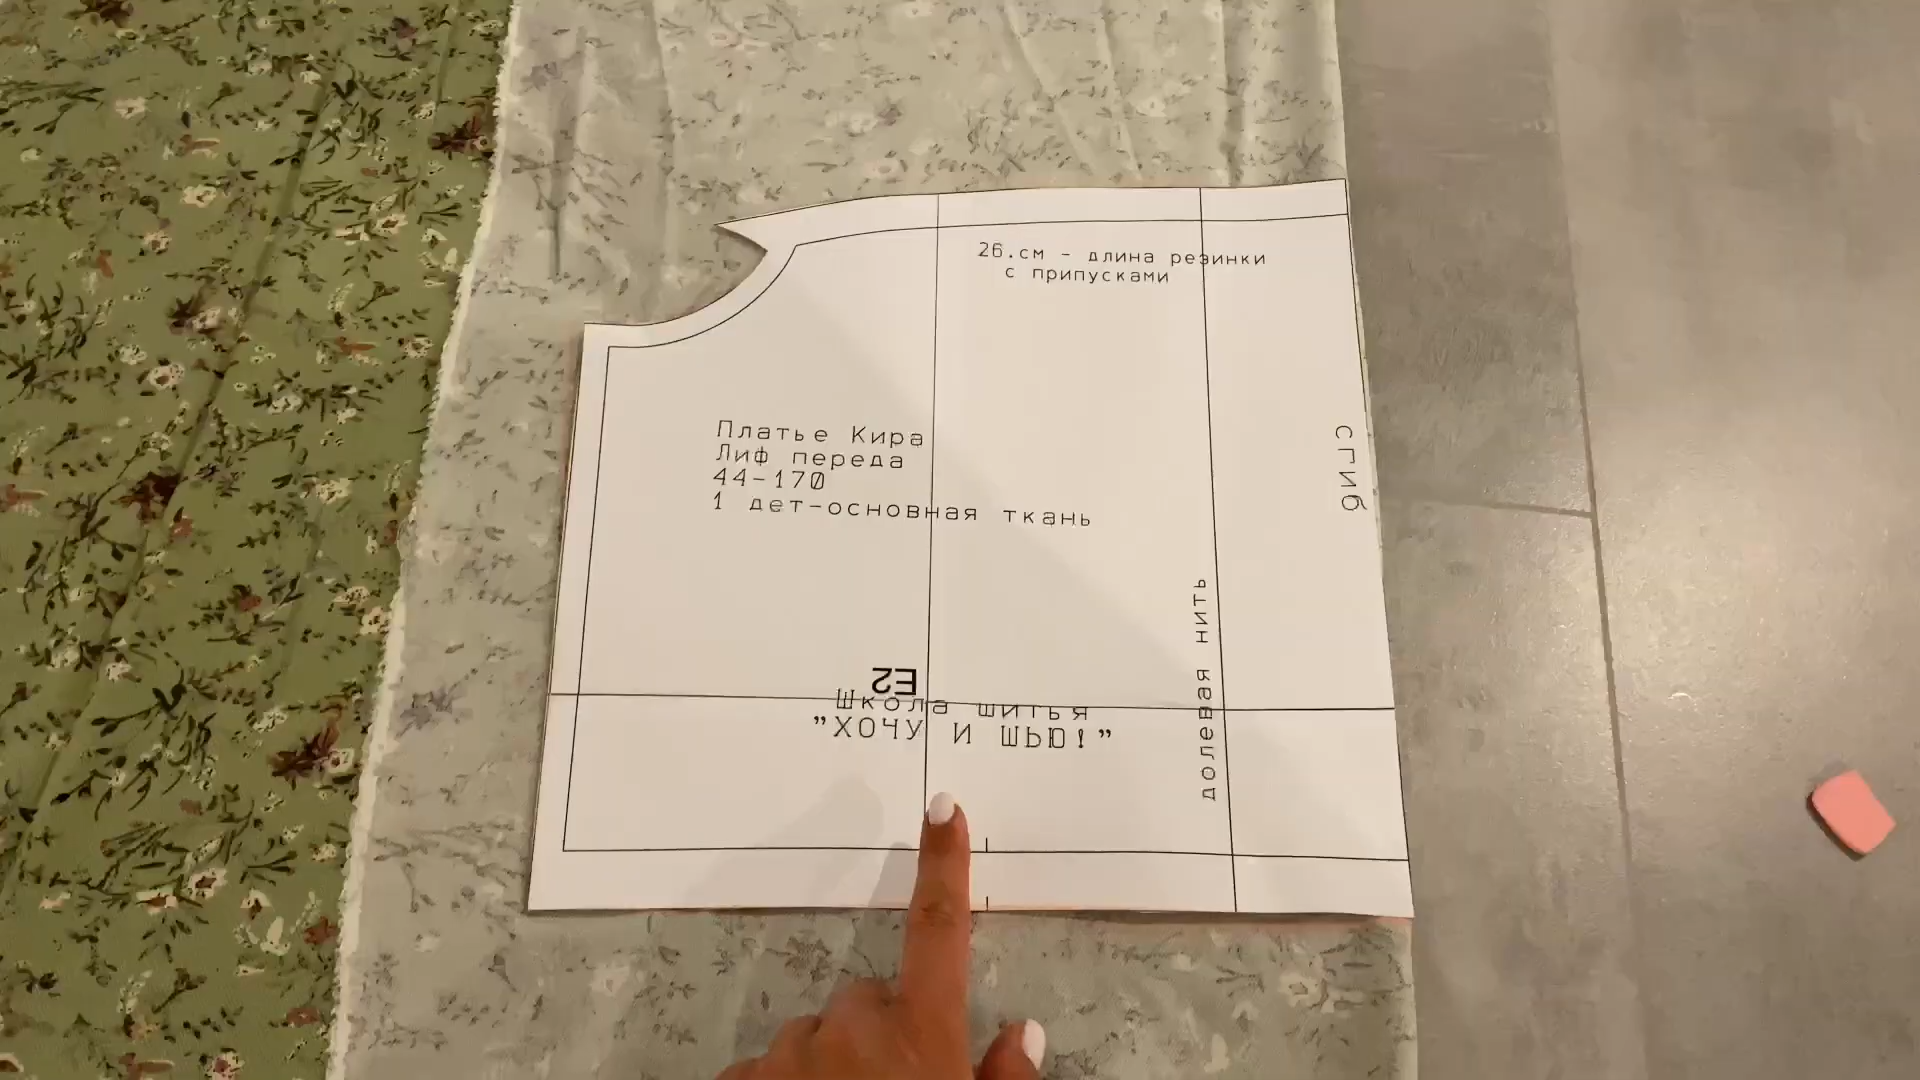 26.см - длина резинки
с припусками
сгиб
Платье Кира
Лиф переда
44-170
1 дет-основная ткань
долевая нить
E2
Школа шитья
"ХОЧУ И ШЬЮ!"